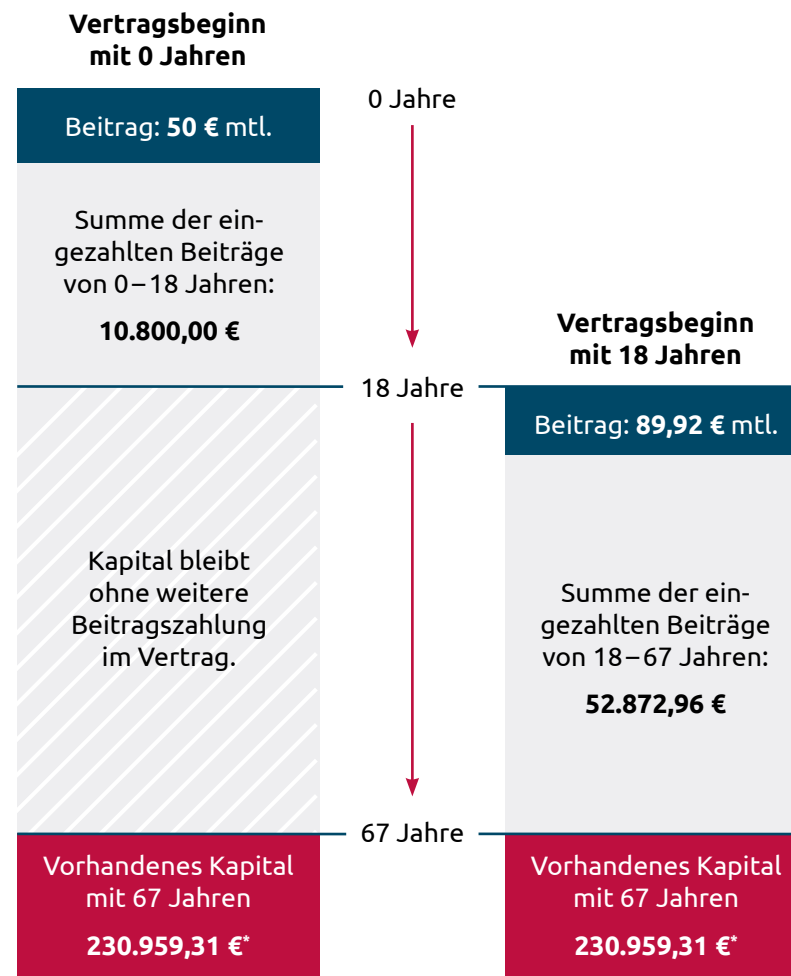 Vertragsbeginn
mit 0 Jahren
Beitrag: 50 € mtl.
Summe der ein-
gezahlten Beiträge
von 0–18 Jahren:
10.800,00 €
Kapital bleibt
ohne weitere
Beitragszahlung
im Vertrag.
Vorhandenes Kapital
mit 67 Jahren
230.959,31 €*
0 Jahre
18 Jahre
67 Jahre
Vertragsbeginn
mit 18 Jahren
Beitrag: 89,92 € mtl.
Summe der ein-
gezahlten Beiträge
von 18–67 Jahren:
52.872,96 €
Vorhandenes Kapital
mit 67 Jahren
230.959,31 €*